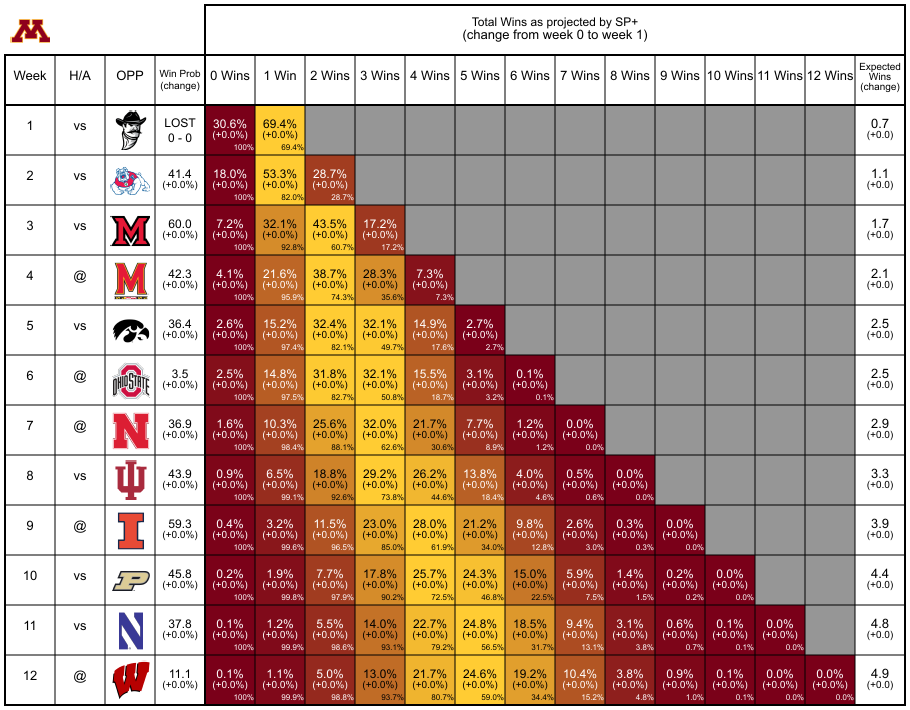 M
Total Wins as projected by SP+
(change from week 0 to week 1)
Week H/A OPP Win Prob (change) 0 Wins 1 Win 2 Wins 3 Wins 4 Wins 5 Wins 6 Wins 7 Wins 8 Wins 9 Wins 10 Wins 11 Wins 12 Wins Expected Wins (change)
1 vs LOST 30.6% 69.4% 0.7
0 - 0 (+0.0%) (+0.0%) (+0.0)
100% 69.4%
2 vs 41.4 18.0% 53.3% 28.7% 1.1
(+0.0%) (+0.0%) (+0.0%) (+0.0%) (+0.0)
100% 82.0% 28.7%
3 vs M 60.0 7.2% 32.1% 43.5% 17.2% 1.7
(+0.0%) (+0.0%) (+0.0%) (+0.0%) (+0.0%) (+0.0)
100% 92.8% 60.7% 17.2%
4 @ M 42.3 4.1% 21.6% 38.7% 28.3% 7.3% 2.1
(+0.0%) (+0.0%) (+0.0%) (+0.0%) (+0.0%) (+0.0%) (+0.0)
100% 95.9% 74.3% 35.6% 7.3%
5 vs 36.4 2.6% 15.2% 32.4% 32.1% 14.9% 2.7% 2.5
(+0.0%) (+0.0%) (+0.0%) (+0.0%) (+0.0%) (+0.0%) (+0.0%) (+0.0)
100% 97.4% 82.1% 49.7% 17.6% 2.7%
6 @ OHIO STATE 3.5 2.5% 14.8% 31.8% 32.1% 15.5% 3.1% 0.1% 2.5
(+0.0%) (+0.0%) (+0.0%) (+0.0%) (+0.0%) (+0.0%) (+0.0%) (+0.0%) (+0.0)
100% 97.5% 82.7% 50.8% 18.7% 3.2% 0.1%
7 @ N 36.9 1.6% 10.3% 25.6% 32.0% 21.7% 7.7% 1.2% 0.0% 2.9
(+0.0%) (+0.0%) (+0.0%) (+0.0%) (+0.0%) (+0.0%) (+0.0%) (+0.0%) (+0.0%) (+0.0)
100% 98.4% 88.1% 62.6% 30.6% 8.9% 1.2% 0.0%
8 vs 43.9 0.9% 6.5% 18.8% 29.2% 26.2% 13.8% 4.0% 0.5% 0.0% 3.3
(+0.0%) (+0.0%) (+0.0%) (+0.0%) (+0.0%) (+0.0%) (+0.0%) (+0.0%) (+0.0%) (+0.0%) (+0.0)
100% 99.1% 92.6% 73.8% 44.6% 18.4% 4.6% 0.6% 0.0%
9 @ I 59.3 0.4% 3.2% 11.5% 23.0% 28.0% 21.2% 9.8% 2.6% 0.3% 0.0% 3.9
(+0.0%) (+0.0%) (+0.0%) (+0.0%) (+0.0%) (+0.0%) (+0.0%) (+0.0%) (+0.0%) (+0.0%) (+0.0%) (+0.0)
100% 99.6% 96.5% 85.0% 61.9% 34.0% 12.8% 3.0% 0.3% 0.0%
10 vs P 45.8 0.2% 1.9% 7.7% 17.8% 25.7% 24.3% 15.0% 5.9% 1.4% 0.2% 0.0% 4.4
(+0.0%) (+0.0%) (+0.0%) (+0.0%) (+0.0%) (+0.0%) (+0.0%) (+0.0%) (+0.0%) (+0.0%) (+0.0%) (+0.0%) (+0.0)
100% 99.8% 97.9% 90.2% 72.5% 46.8% 22.5% 7.5% 1.5% 0.2% 0.0%
11 vs N 37.8 0.1% 1.2% 5.5% 14.0% 22.7% 24.8% 18.5% 9.4% 3.1% 0.6% 0.1% 0.0% 4.8
(+0.0%) (+0.0%) (+0.0%) (+0.0%) (+0.0%) (+0.0%) (+0.0%) (+0.0%) (+0.0%) (+0.0%) (+0.0%) (+0.0%) (+0.0%) (+0.0)
100% 99.9% 98.6% 93.1% 79.2% 56.5% 31.7% 13.1% 3.8% 0.7% 0.1% 0.0%
12 @ W 11.1 0.1% 1.1% 5.0% 13.0% 21.7% 24.6% 19.2% 10.4% 3.8% 0.9% 0.1% 0.0% 0.0% 4.9
(+0.0%) (+0.0%) (+0.0%) (+0.0%) (+0.0%) (+0.0%) (+0.0%) (+0.0%) (+0.0%) (+0.0%) (+0.0%) (+0.0%) (+0.0%) (+0.0%) (+0.0)
100% 99.9% 98.8% 93.7% 80.7% 59.0% 34.4% 15.2% 4.8% 1.0% 0.1% 0.0% 0.0%